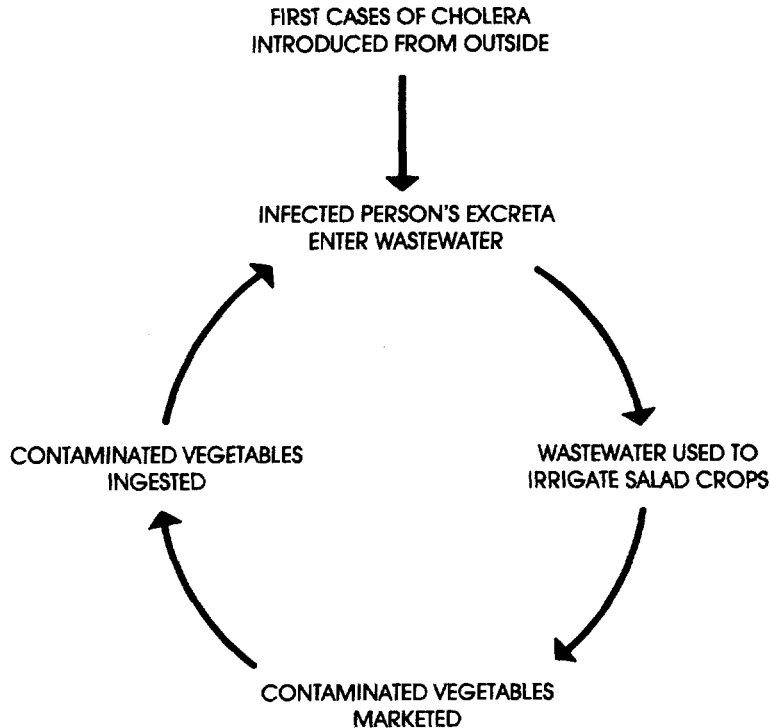 FIRST CASES OF CHOLERA
INTRODUCED FROM OUTSIDE
INFECTED PERSON'S EXCRETA
ENTER WASTEWATER
WASTEWATER USED TO
IRRIGATE SALAD CROPS
CONTAMINATED VEGETABLES
MARKETED
CONTAMINATED VEGETABLES
INGESTED